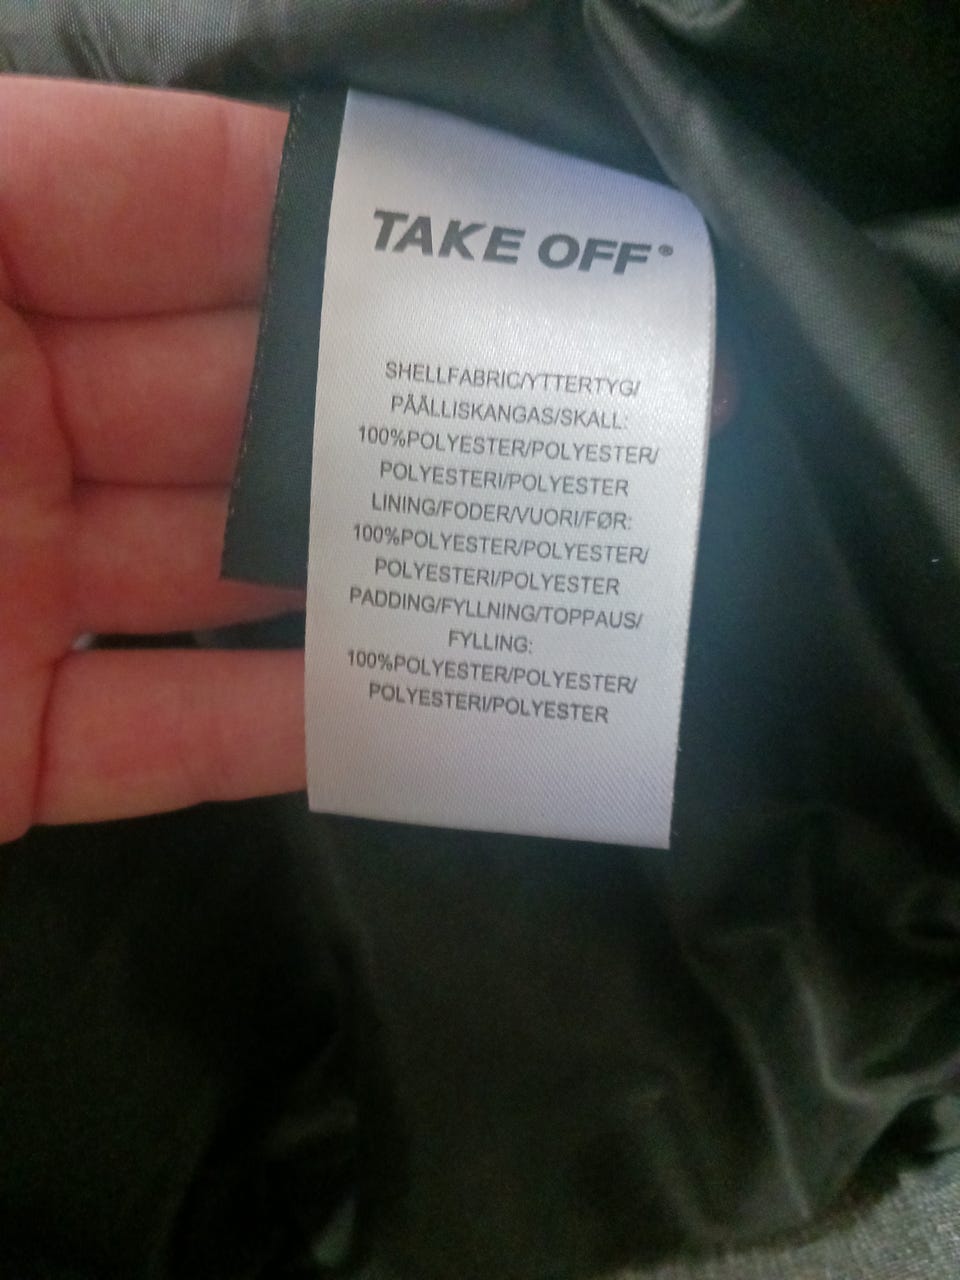 TAKE OFF®
SHELLFABRIC/YTTERTYG/
PÅÄLLISKANGAS/SKALL:
100%POLYESTER/POLYESTER/
POLYESTERI/POLYESTER
LINING/FODER/VUORI/FØR:
100%POLYESTER/POLYESTER/
POLYESTERI/POLYESTER
PADDING/FYLLNING/TOPPAUS/
FYLLING:
100%POLYESTER/POLYESTER/
POLYESTERI/POLYESTER